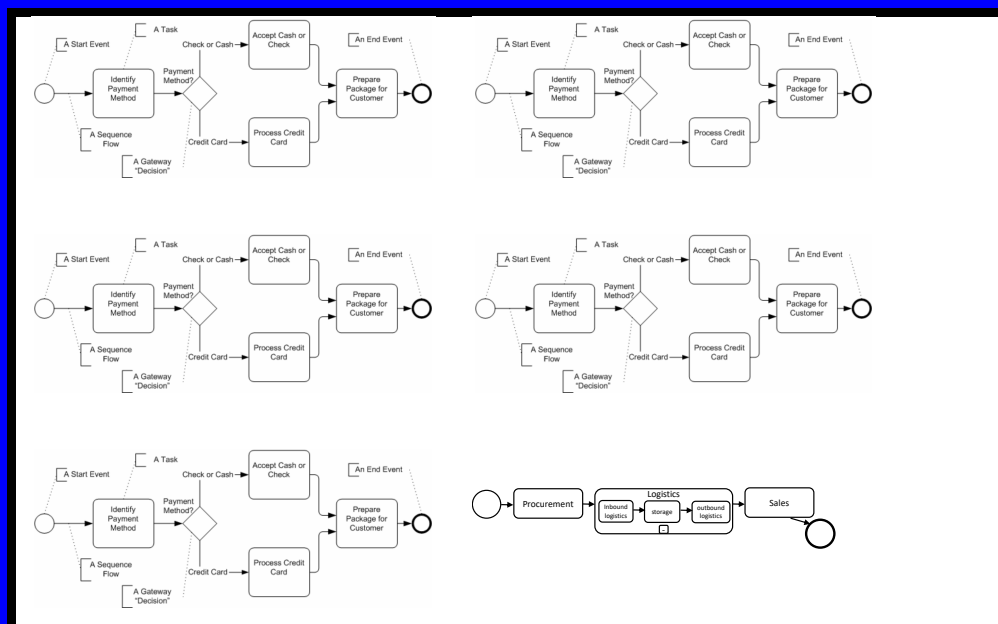 A Start Event
A Task
Check or Cash
Accept Cash or
Check
An End Event
Identify
Payment
Method
Payment
Method?
Prepare
Package for
Customer
A Sequence
Flow
Credit Card
Process Credit
Card
A Gateway
"Decision"
A Start Event
A Task
Check or Cash
Accept Cash or
Check
An End Event
Identify
Payment
Method
Payment
Method?
Prepare
Package for
Customer
A Sequence
Flow
Credit Card
Process Credit
Card
A Gateway
"Decision"
A Start Event
A Task
Check or Cash
Accept Cash or
Check
An End Event
Identify
Payment
Method
Payment
Method?
Prepare
Package for
Customer
A Sequence
Flow
Credit Card
Process Credit
Card
A Gateway
"Decision"
A Start Event
A Task
Check or Cash
Accept Cash or
Check
An End Event
Identify
Payment
Method
Payment
Method?
Prepare
Package for
Customer
A Sequence
Flow
Credit Card
Process Credit
Card
A Gateway
"Decision"
A Start Event
A Task
Check or Cash
Accept Cash or
Check
An End Event
Identify
Payment
Method
Payment
Method?
Prepare
Package for
Customer
A Sequence
Flow
Credit Card
Process Credit
Card
A Gateway
"Decision"
Procurement
Logistics
Inbound
logistics
storage
outbound
logistics
Sales